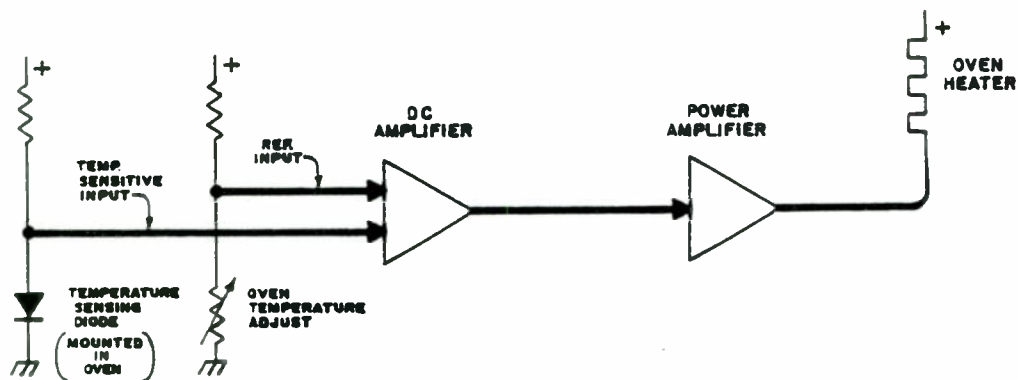 +
+
+
OVEN
HEATER
DC
AMPLIFIER
POWER
AMPLIFIER
REF.
INPUT
TEMP.
SENSITIVE
INPUT
TEMPERATURE
SENSING
DIODE
(MOUNTED
IN
OVEN)
OVEN
TEMPERATURE
ADJUST